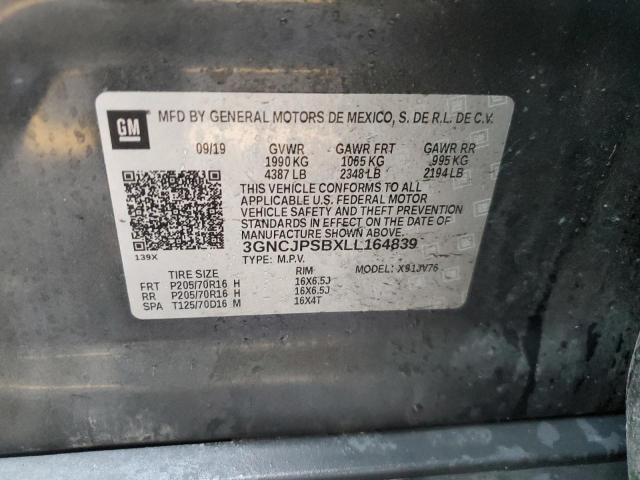 GM
MFD BY GENERAL MOTORS DE MEXICO, S. DE R.L. DE C.V.
09/19 GVWR GAWR FRT GAWR RR
1990 KG 1065 KG 995 KG
4387 LB 2348 LB 2194 LB
THIS VEHICLE CONFORMS TO ALL
APPLICABLE U.S. FEDERAL MOTOR
VEHICLE SAFETY AND THEFT PREVENTION
STANDARDS IN EFFECT ON THE DATE OF
MANUFACTURE SHOWN ABOVE.
3GNCJPSBXLL164839
139X TYPE: M.P.V.
TIRE SIZE RIM MODEL: X91JV76
FRT P205/70R16 H 16X6.5J
RR P205/70R16 H 16X6.5J
SPA T125/70D16 M 16X4T